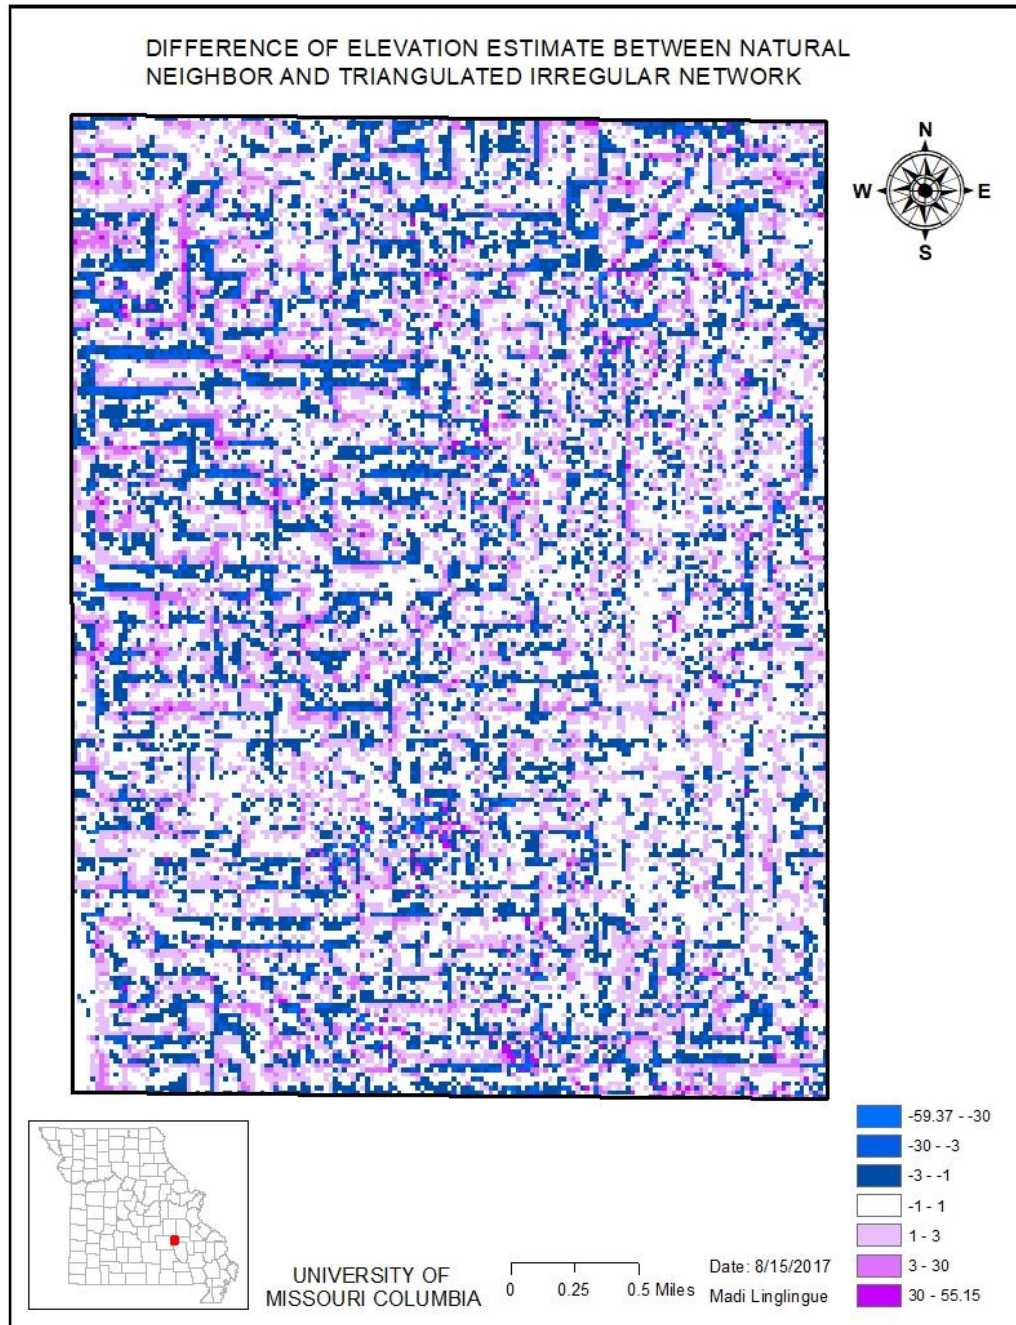 DIFFERENCE OF ELEVATION ESTIMATE BETWEEN NATURAL
NEIGHBOR AND TRIANGULATED IRREGULAR NETWORK
N
W E
S
-59.37 - -30
-30 - -3
-3 - -1
-1 - 1
1 - 3
3 - 30
30 - 55.15
UNIVERSITY OF
MISSOURI COLUMBIA
0 0.25 0.5 Miles
Date: 8/15/2017
Madi Linglingue